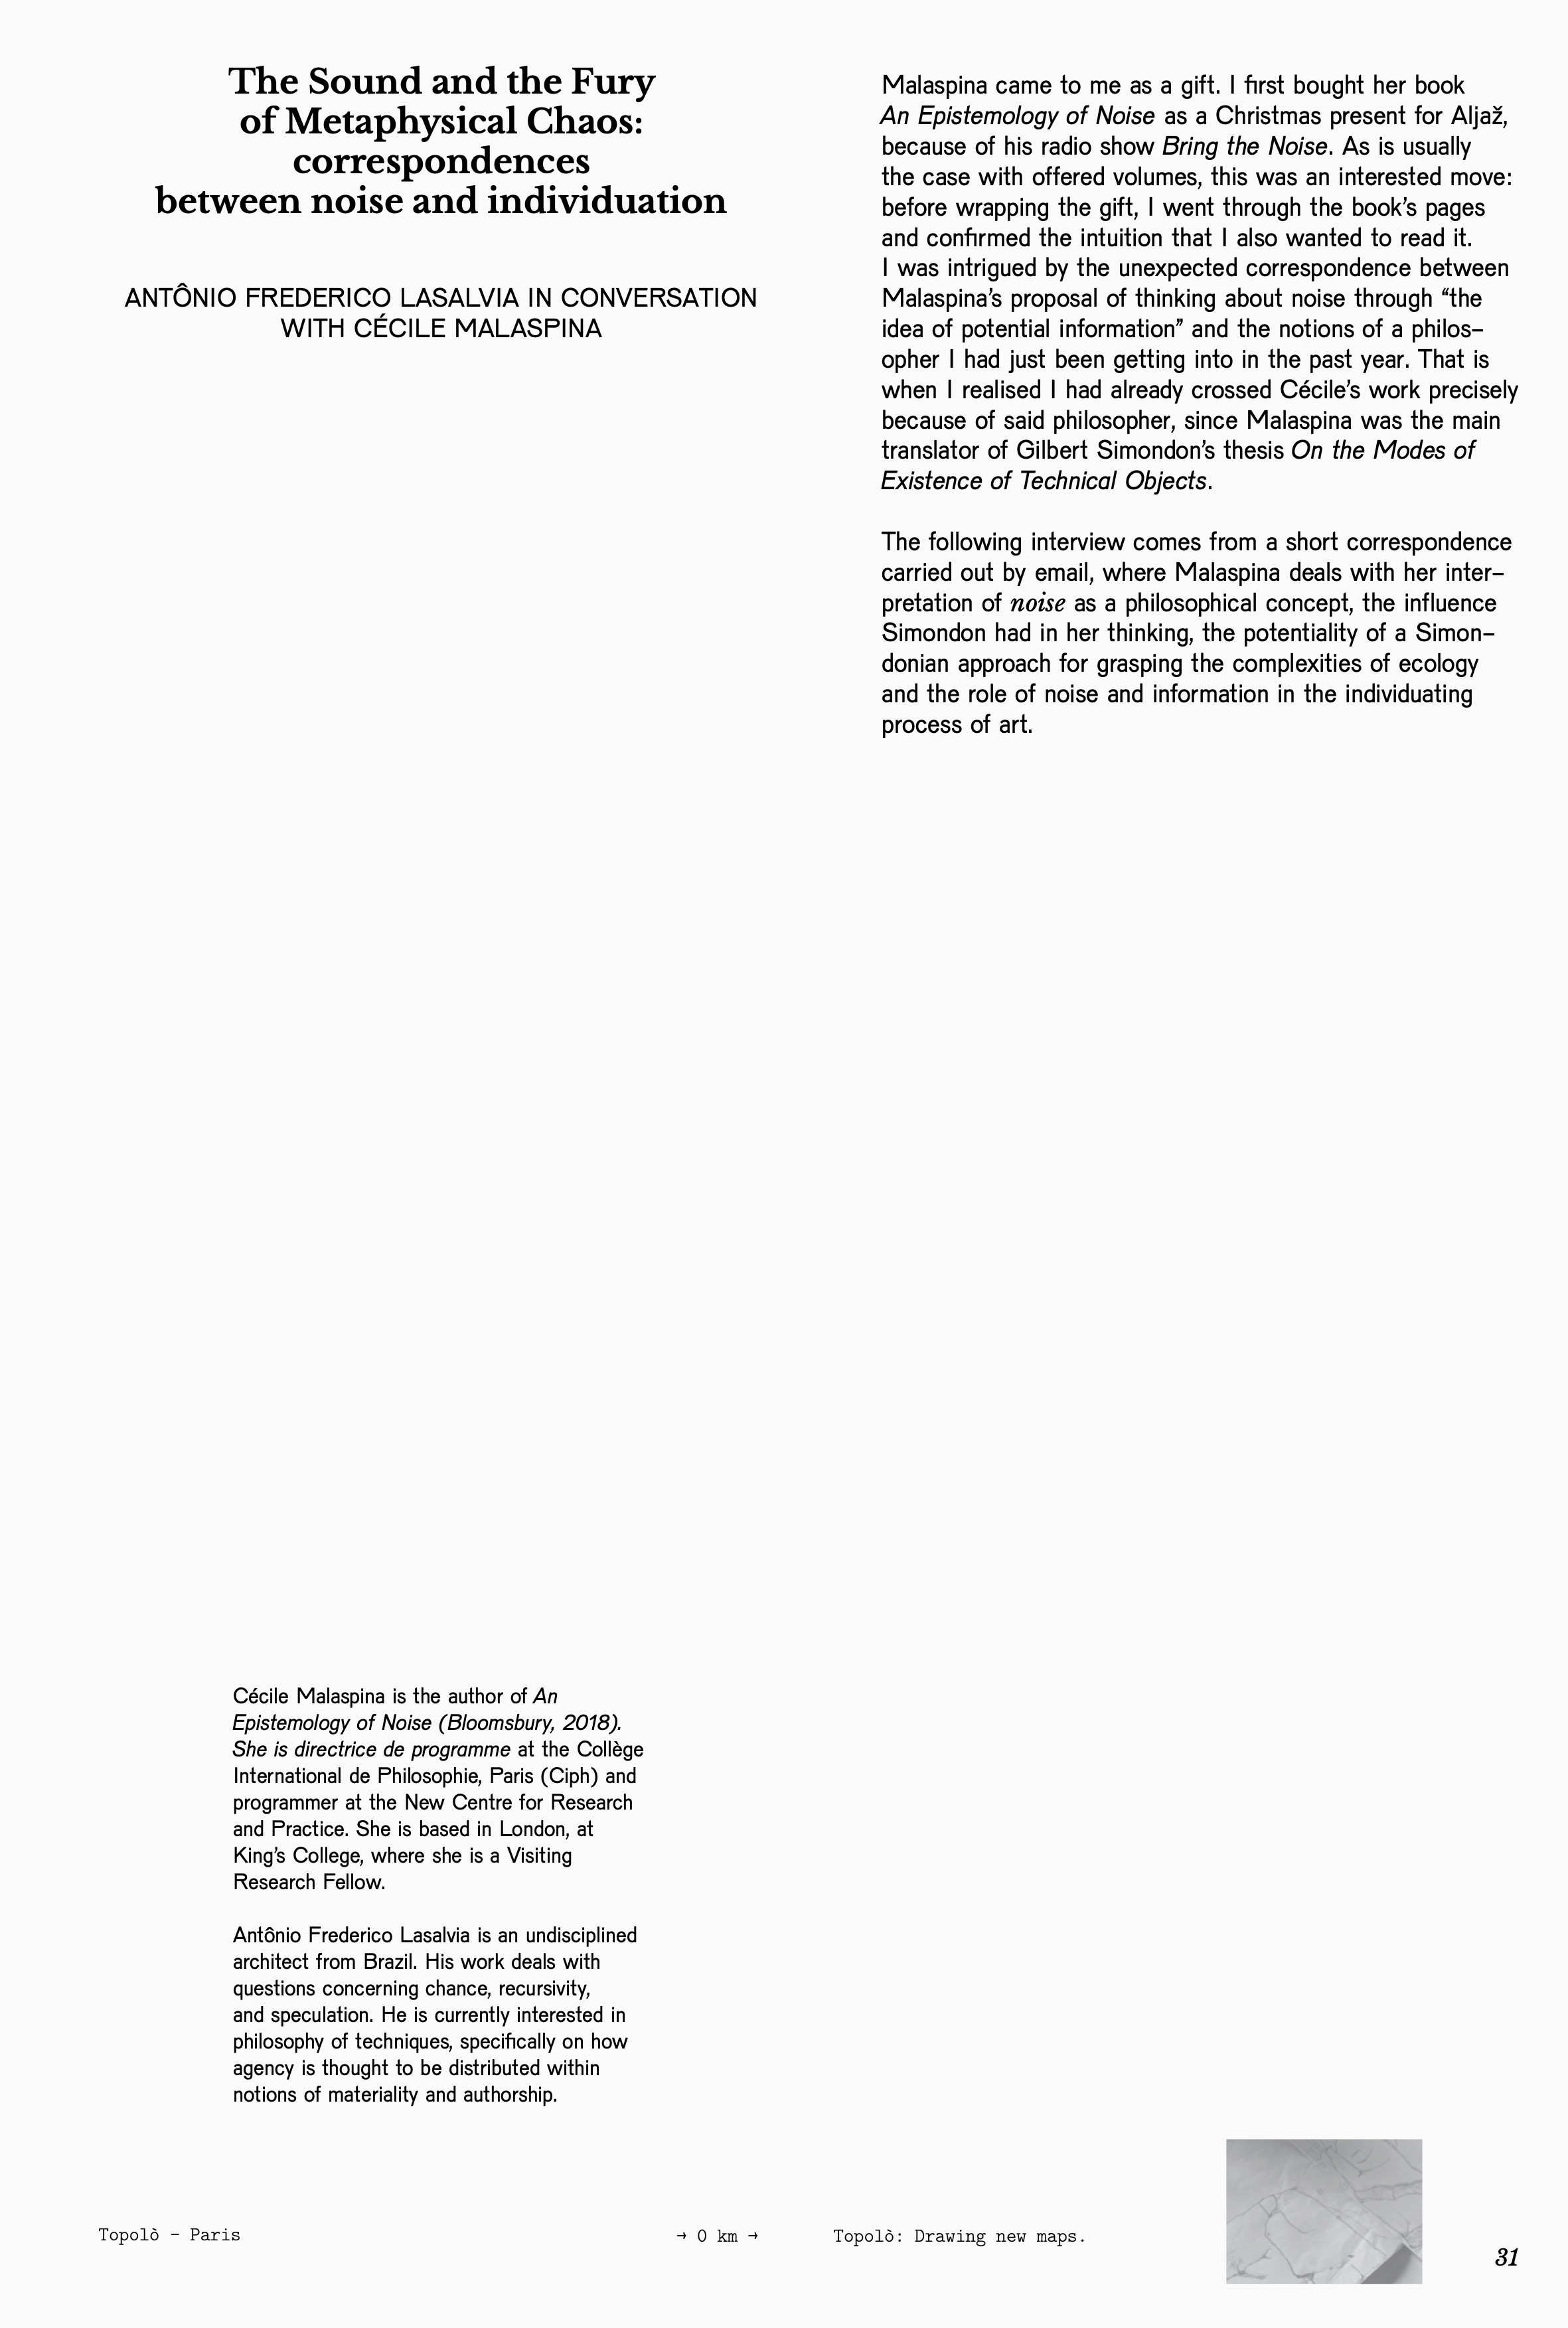 The Sound and the Fury
of Metaphysical Chaos:
correspondences
between noise and individuation
ANTÔNIO FREDERICO LASALVIA IN CONVERSATION
WITH CÉCILE MALASPINA
Malaspina came to me as a gift. I first bought her book
An Epistemology of Noise as a Christmas present for Aljaž,
because of his radio show Bring the Noise. As is usually
the case with offered volumes, this was an interested move:
before wrapping the gift, I went through the book’s pages
and confirmed the intuition that I also wanted to read it.
I was intrigued by the unexpected correspondence between
Malaspina’s proposal of thinking about noise through “the
idea of potential information” and the notions of a philos–
opher I had just been getting into in the past year. That is
when I realised I had already crossed Cécile’s work precisely
because of said philosopher, since Malaspina was the main
translator of Gilbert Simondon’s thesis On the Modes of
Existence of Technical Objects.
The following interview comes from a short correspondence
carried out by email, where Malaspina deals with her inter–
pretation of noise as a philosophical concept, the influence
Simondon had in her thinking, the potentiality of a Simon–
donian approach for grasping the complexities of ecology
and the role of noise and information in the individuating
process of art.
Cécile Malaspina is the author of An
Epistemology of Noise (Bloomsbury, 2018).
She is directrice de programme at the Collège
International de Philosophie, Paris (Ciph) and
programmer at the New Centre for Research
and Practice. She is based in London, at
King’s College, where she is a Visiting
Research Fellow.
Antônio Frederico Lasalvia is an undisciplined
architect from Brazil. His work deals with
questions concerning chance, recursivity,
and speculation. He is currently interested in
philosophy of techniques, specifically on how
agency is thought to be distributed within
notions of materiality and authorship.
Topolò – Paris
→ 0 km →
Topolò: Drawing new maps.
31